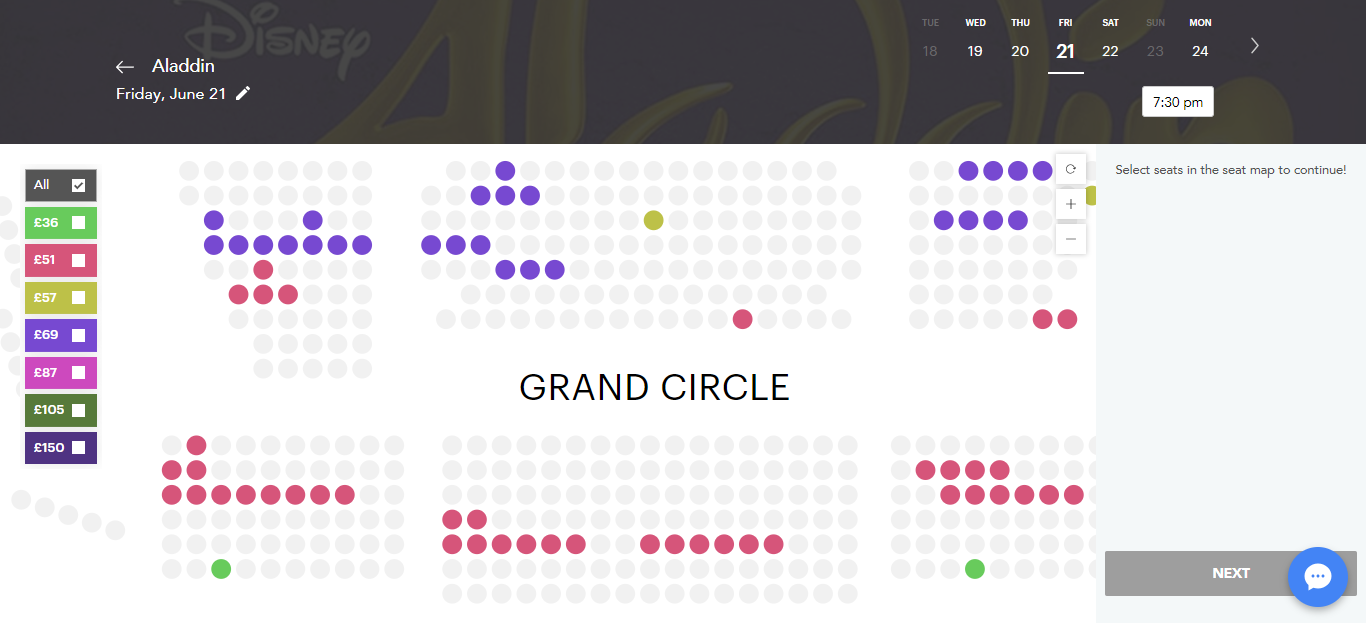 Disney
Aladdin
TUE WED THU FRI SAT SUN MON
18 19 20 21 22 23 24
Aladdin
Friday, June 21
7:30 pm
All
£36
£51
£57
£69
£87
£105
£150
GRAND CIRCLE
Select seats in the seat map to continue!
NEXT